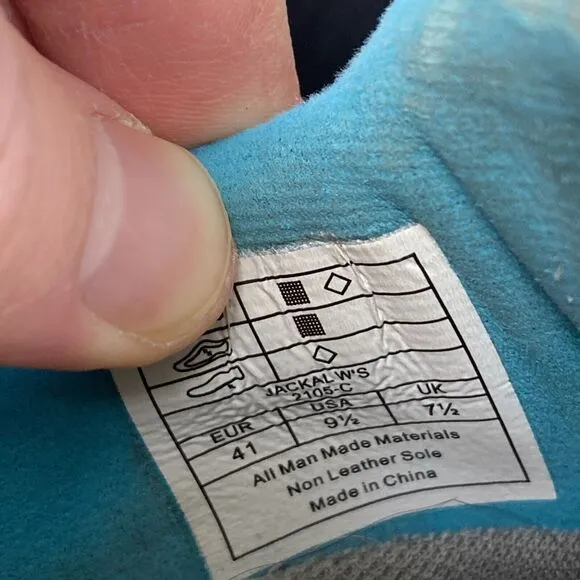 JACKAL W'S
2105-C
EUR USA UK
41 9½ 7½
All Man Made Materials
Non Leather Sole
Made in China